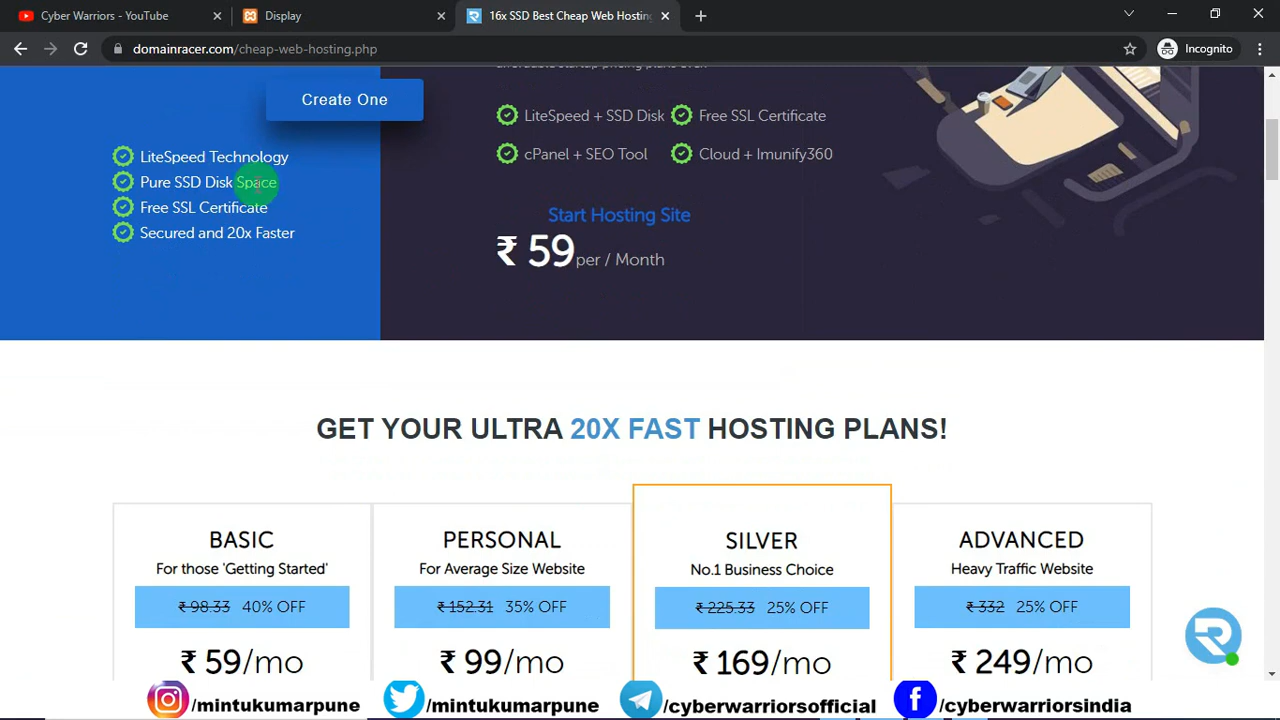 Cyber Warriors - YouTube
Display
16x SSD Best Cheap Web Hosting
domainracer.com/cheap-web-hosting.php
Incognito
Create One
LiteSpeed Technology
Pure SSD Disk Space
Free SSL Certificate
Secured and 20x Faster
LiteSpeed + SSD Disk
Free SSL Certificate
cPanel + SEO Tool
Cloud + Imunify360
Start Hosting Site
₹ 59 per / Month
GET YOUR ULTRA 20X FAST HOSTING PLANS!
BASIC
For those 'Getting Started'
₹ 98.33 40% OFF
₹ 59/mo
PERSONAL
For Average Size Website
₹ 152.31 35% OFF
₹ 99/mo
SILVER
No.1 Business Choice
₹ 225.33 25% OFF
₹ 169/mo
ADVANCED
Heavy Traffic Website
₹ 332 25% OFF
₹ 249/mo
/mintukumarpune
/mintukumarpune
/cyberwarriorsofficial
/cyberwarriorsindia